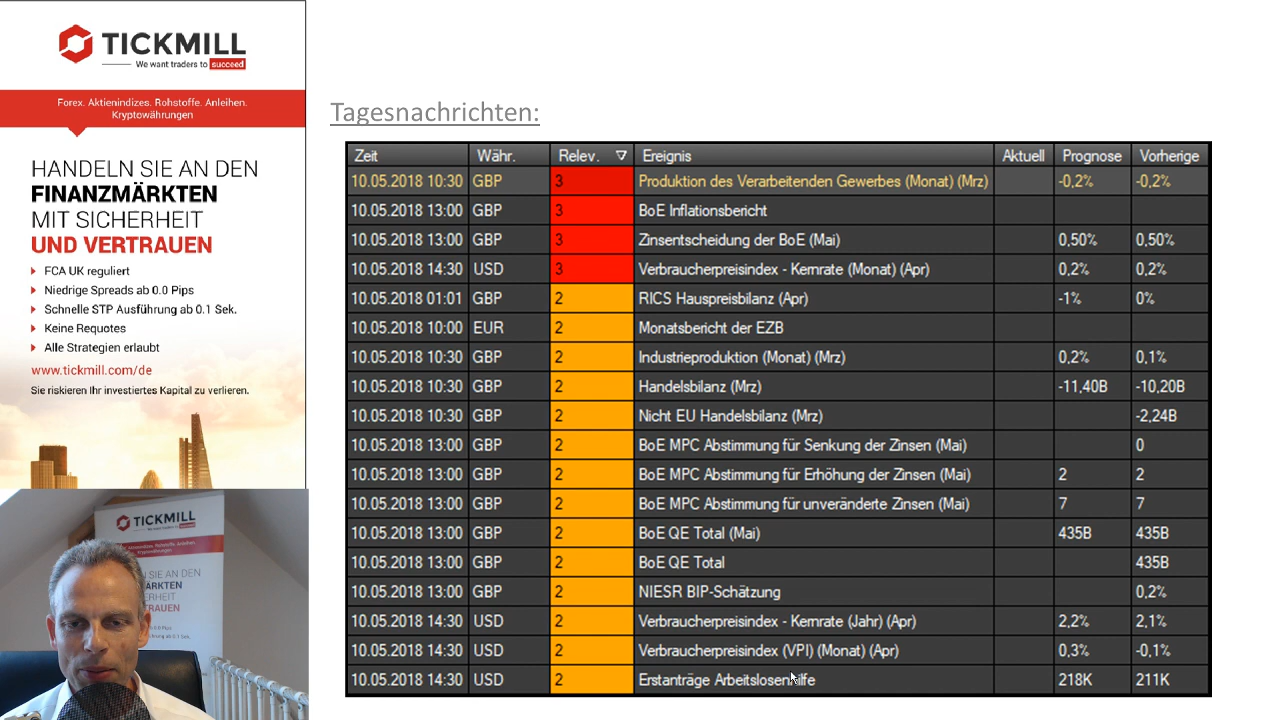 TICKMILL
We want traders to succeed
Forex. Aktienindizes. Rohstoffe. Anleihen.
Kryptowährungen
HANDELN SIE AN DEN
FINANZMÄRKTEN
MIT SICHERHEIT
UND VERTRAUEN
FCA UK reguliert
Niedrige Spreads ab 0.0 Pips
Schnelle STP Ausführung ab 0.1 Sek.
Keine Requotes
Alle Strategien erlaubt
www.tickmill.com/de
Sie riskieren Ihr investiertes Kapital zu verlieren.
TICKMILL
SIE AN DEN
ÄRKTEN
ERHEIT
TRAUEN
Tagesnachrichten:
Zeit Währ. Relev. Ereignis Aktuell Prognose Vorherige
10.05.2018 10:30 GBP 3 Produktion des Verarbeitenden Gewerbes (Monat) (Mrz) -0,2% -0,2%
10.05.2018 13:00 GBP 3 BoE Inflationsbericht
10.05.2018 13:00 GBP 3 Zinsentscheidung der BoE (Mai) 0,50% 0,50%
10.05.2018 14:30 USD 3 Verbraucherpreisindex - Kernrate (Monat) (Apr) 0,2% 0,2%
10.05.2018 01:01 GBP 2 RICS Hauspreisbilanz (Apr) -1% 0%
10.05.2018 10:00 EUR 2 Monatsbericht der EZB
10.05.2018 10:30 GBP 2 Industrieproduktion (Monat) (Mrz) 0,2% 0,1%
10.05.2018 10:30 GBP 2 Handelsbilanz (Mrz) -11,40B -10,20B
10.05.2018 10:30 GBP 2 Nicht EU Handelsbilanz (Mrz) -2,24B
10.05.2018 13:00 GBP 2 BoE MPC Abstimmung für Senkung der Zinsen (Mai) 0
10.05.2018 13:00 GBP 2 BoE MPC Abstimmung für Erhöhung der Zinsen (Mai) 2 2
10.05.2018 13:00 GBP 2 BoE MPC Abstimmung für unveränderte Zinsen (Mai) 7 7
10.05.2018 13:00 GBP 2 BoE QE Total (Mai) 435B 435B
10.05.2018 13:00 GBP 2 BoE QE Total 435B
10.05.2018 13:00 GBP 2 NIESR BIP-Schätzung 0,2%
10.05.2018 14:30 USD 2 Verbraucherpreisindex - Kernrate (Jahr) (Apr) 2,2% 2,1%
10.05.2018 14:30 USD 2 Verbraucherpreisindex (VPI) (Monat) (Apr) 0,3% -0,1%
10.05.2018 14:30 USD 2 Erstanträge Arbeitslosenhilfe 218K 211K